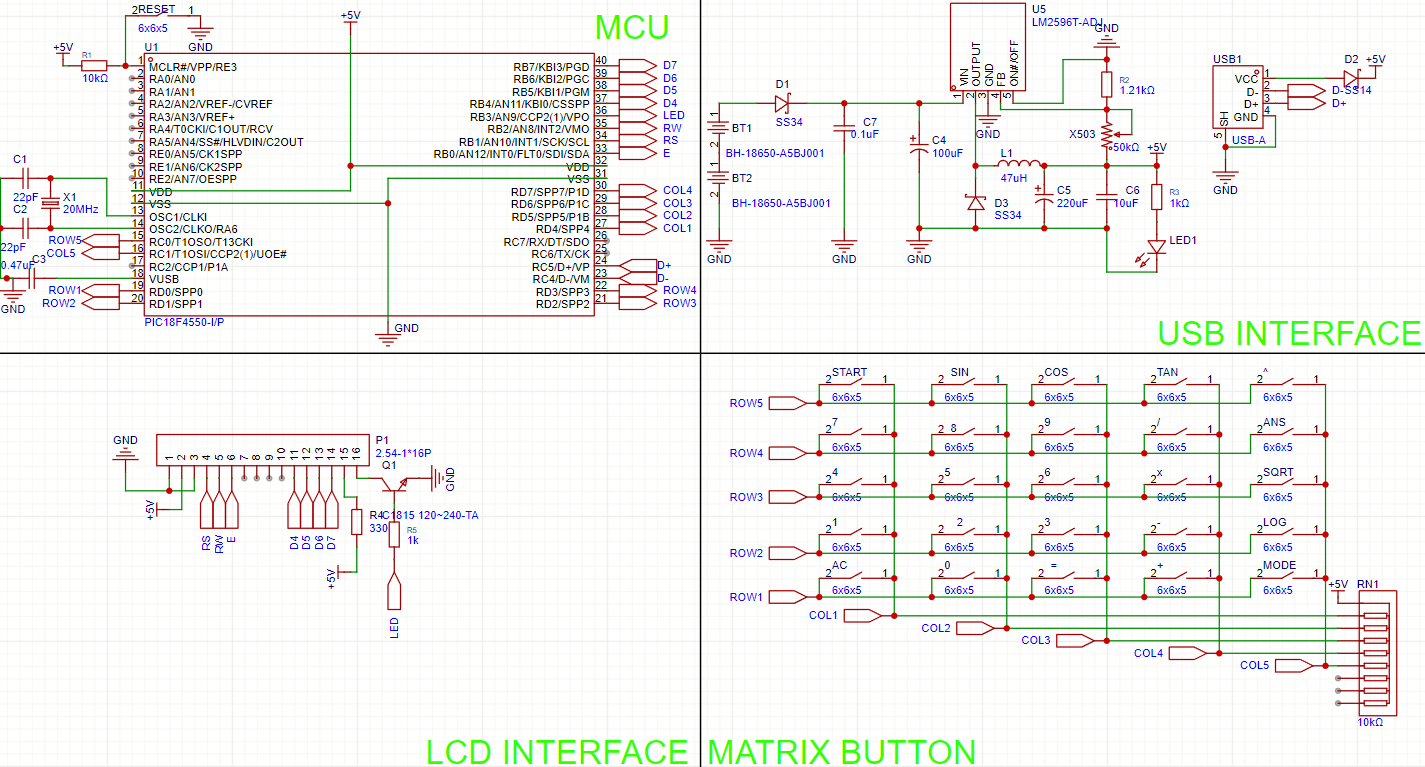 MCU
2 RESET 1
6x6x5
GND
+5V
R1
10kΩ
U1
1 MCLR#/VPP/RE3
2 RA0/AN0
3 RA1/AN1
4 RA2/AN2/VREF-/CVREF
5 RA3/AN3/VREF+
6 RA4/T0CKI/C1OUT/RCV
7 RA5/AN4/SS#/HLVDIN/C2OUT
8 RE0/AN5/CK1SPP
9 RE1/AN6/CK2SPP
10 RE2/AN7/OESPP
11 VDD
12 VSS
13 OSC1/CLKI
14 OSC2/CLKO/RA6
15 RC0/T1OSO/T13CKI
16 RC1/T1OSI/CCP2(1)/UOE#
17 RC2/CCP1/P1A
18 VUSB
19 RD0/SPP0
20 RD1/SPP1
RB7/KBI3/PGD 40 D7
RB6/KBI2/PGC 39 D6
RB5/KBI1/PGM 38 D5
RB4/AN11/KBI0/CSSPP 37 D4
RB3/AN9/CCP2(1)/VPO 36 LED
RB2/AN8/INT2/VMO 35 RW
RB1/AN10/INT1/SCK/SCL 34 RS
RB0/AN12/INT0/FLT0/SDI/SDA 33 E
VDD 32
VSS 31
RD7/SPP7/P1D 30 COL4
RD6/SPP6/P1C 29 COL3
RD5/SPP5/P1B 28 COL2
RD4/SPP4 27 COL1
RC7/RX/DT/SDO 26
RC6/TX/CK 25
RC5/D+/VP 24 D+
RC4/D-/VM 23 D-
RD3/SPP3 22 ROW4
RD2/SPP2 21 ROW3
PIC18F4550-I/P
+5V
GND
C1
22pF
C2
22pF
X1
20MHz
ROW5
COL5
0.47uF
C3
ROW1
ROW2
GND
USB INTERFACE
U5
LM2596T-ADJ
VIN
OUTPUT
GND
FB
ON#/OFF
1 2 3 4 5
GND
D1
SS34
1
BT1
2
BH-18650-A5BJ001
1
BT2
2
BH-18650-A5BJ001
GND
C7
0.1uF
GND
C4
100uF
GND
GND
R2
1.21kΩ
X503
50kΩ
L1
47uH
D3
SS34
C5
220uF
C6
10uF
+5V
R3
1kΩ
LED1
USB1
VCC 1
D- 2
D+ 3
GND 4
SH
5
USB-A
GND
D2
+5V
SS14
D-
D+
LCD INTERFACE
GND
P1
2.54-1*16P
1 2 3 4 5 6 7 8 9 10 11 12 13 14 15 16
+5V
RS
RW
E
D4
D5
D6
D7
Q1
C1815 120~240-TA
GND
R4
330
+5V
R5
1k
LED
MATRIX BUTTON
2 START 1
6x6x5
2 SIN 1
6x6x5
2 COS 1
6x6x5
2 TAN 1
6x6x5
2 ^ 1
6x6x5
ROW5
2 7 1
6x6x5
2 8 1
6x6x5
2 9 1
6x6x5
2 / 1
6x6x5
2 ANS 1
6x6x5
ROW4
2 4 1
6x6x5
2 5 1
6x6x5
2 6 1
6x6x5
2 x 1
6x6x5
2 SQRT 1
6x6x5
ROW3
2 1 1
6x6x5
2 2 1
6x6x5
2 3 1
6x6x5
2 - 1
6x6x5
2 LOG 1
6x6x5
ROW2
2 AC 1
6x6x5
2 0 1
6x6x5
2 = 1
6x6x5
2 + 1
6x6x5
2 MODE 1
6x6x5
ROW1
COL1
COL2
COL3
COL4
COL5
+5V
RN1
10kΩ